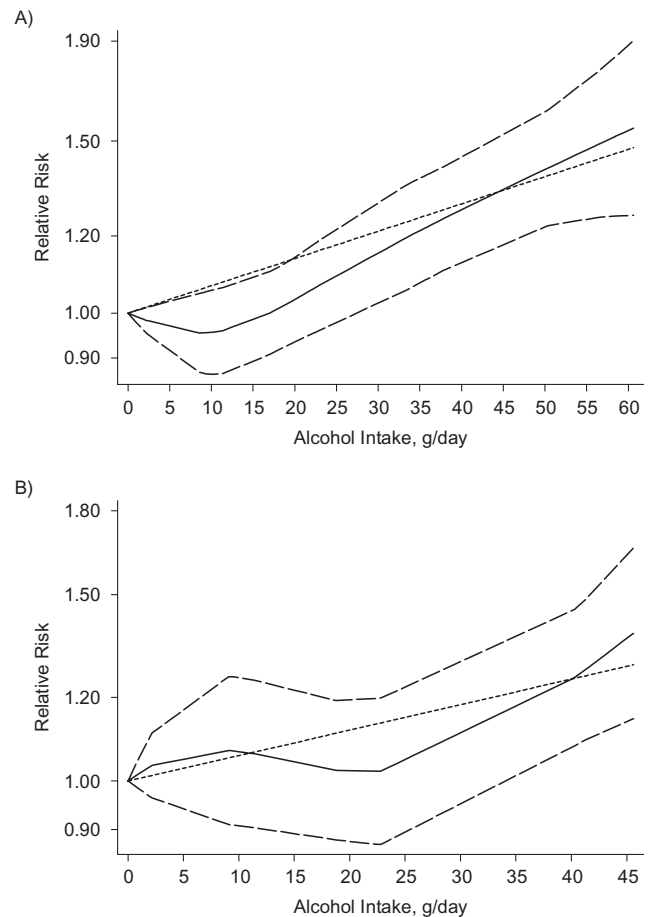 A)
1.90
1.50
1.20
1.00
0.90
Relative Risk
0 5 10 15 20 25 30 35 40 45 50 55 60
Alcohol Intake, g/day
B)
1.80
1.50
1.20
1.00
0.90
Relative Risk
0 5 10 15 20 25 30 35 40 45
Alcohol Intake, g/day